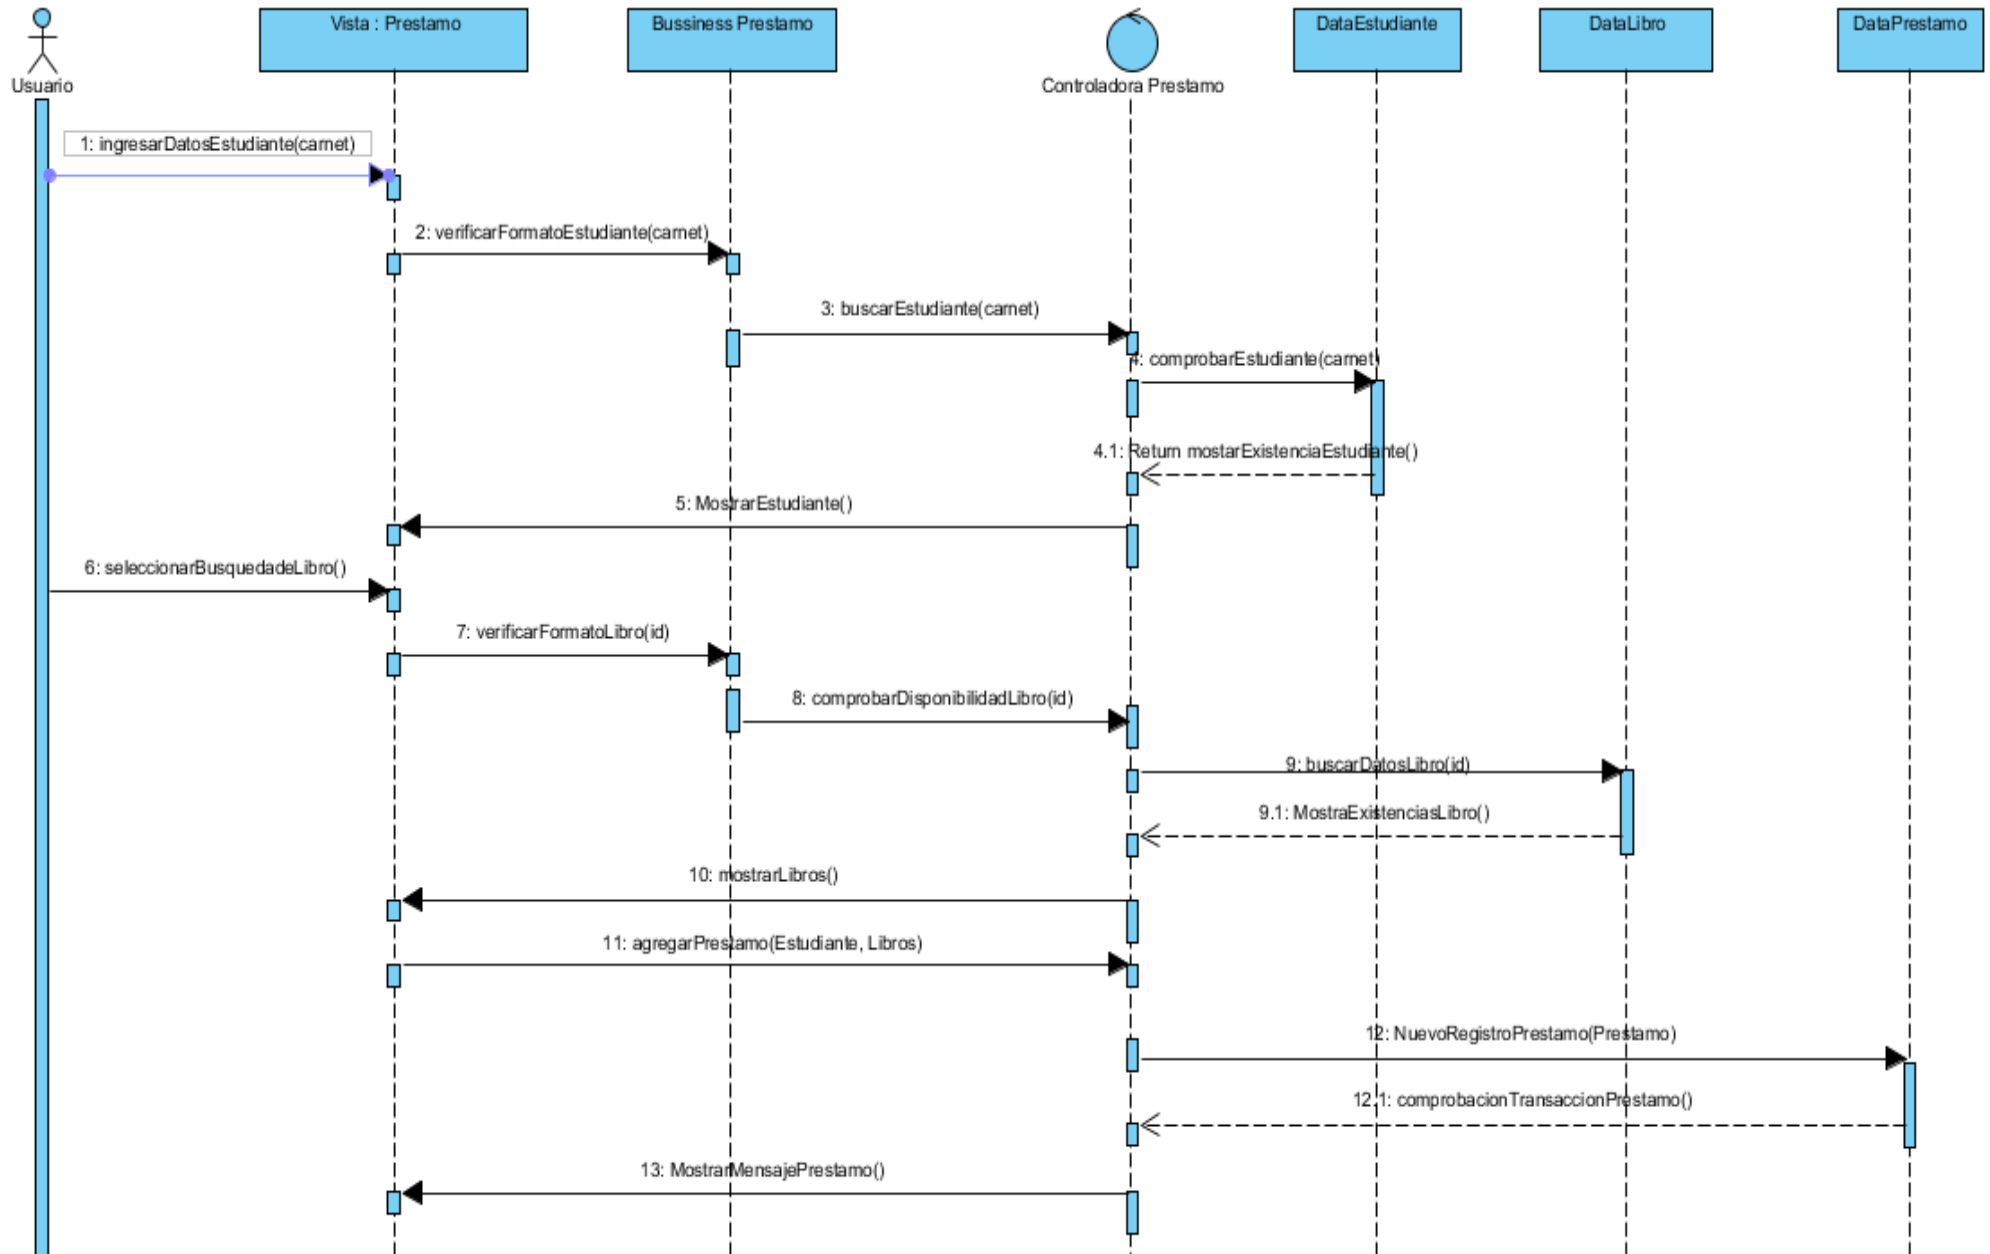 Vista : Prestamo
Bussiness Prestamo
DataEstudiante
DataLibro
DataPrestamo
Usuario
Controladora Prestamo
1: ingresarDatosEstudiante(carnet)
2: verificarFormatoEstudiante(carnet)
3: buscarEstudiante(carnet)
4: comprobarEstudiante(carnet)
4.1: Return mostarExistenciaEstudiante()
5: MostrarEstudiante()
6: seleccionarBusquedadeLibro()
7: verificarFormatoLibro(id)
8: comprobarDisponibilidadLibro(id)
9: buscarDatosLibro(id)
9.1: MostraExistenciasLibro()
10: mostrarLibros()
11: agregarPrestamo(Estudiante, Libros)
12: NuevoRegistroPrestamo(Prestamo)
12.1: comprobacionTransaccionPrestamo()
13: MostrarMensajePrestamo()